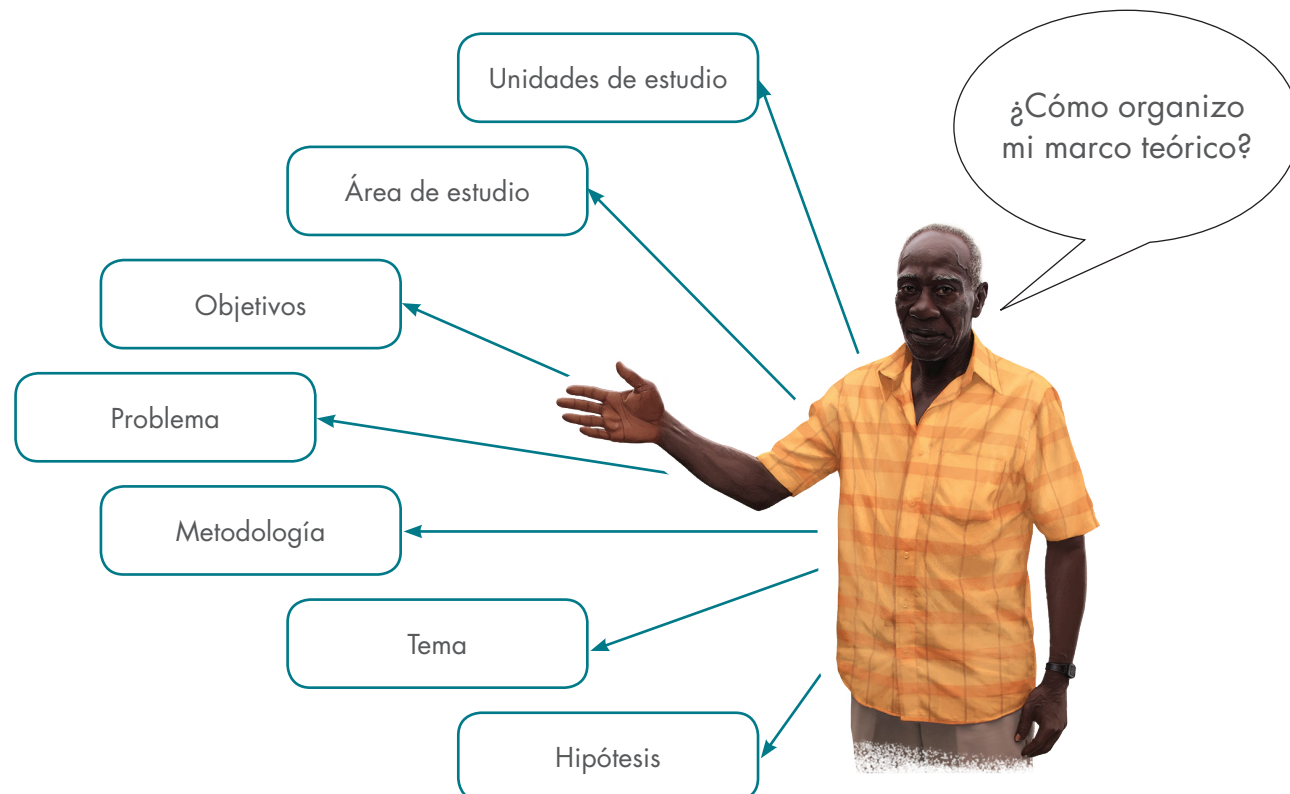 Unidades de estudio
¿Cómo organizo
mi marco teórico?
Área de estudio
Objetivos
Problema
Metodología
Tema
Hipótesis